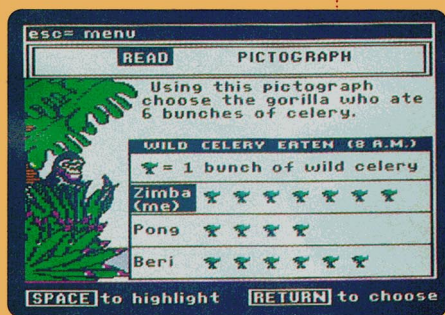 esc= menu
READ PICTOGRAPH
Using this pictograph
choose the gorilla who ate
6 bunches of celery.
WILD CELERY EATEN (8 A.M.)
= 1 bunch of wild celery
Zimba
(me)
Pong
Beri
SPACE to highlight RETURN to choose